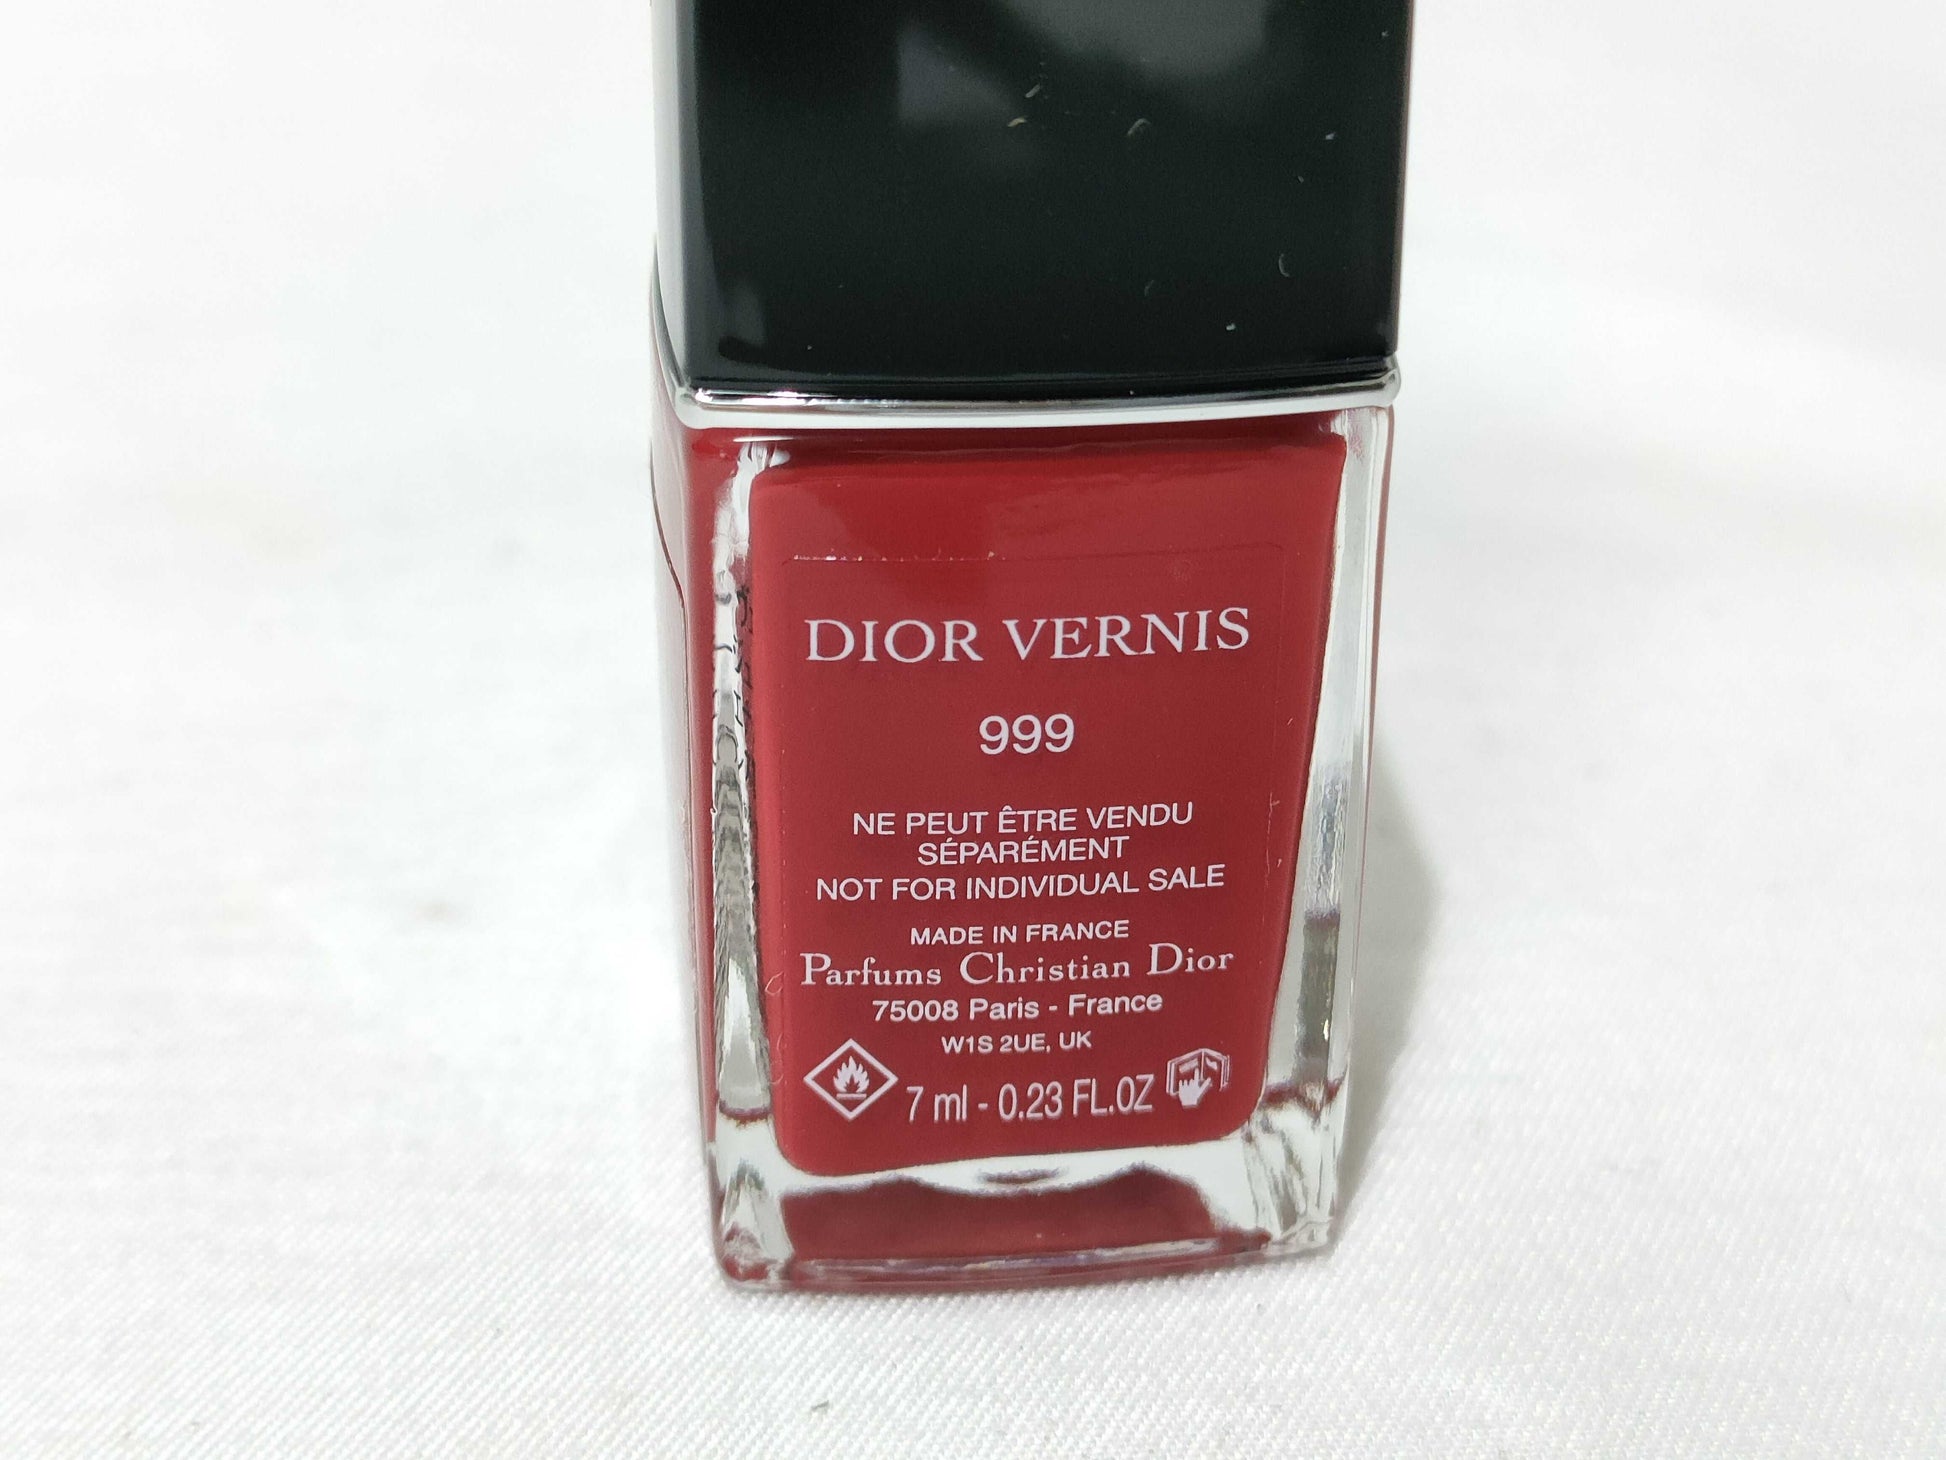 DIOR VERNIS
999
NE PEUT ÊTRE VENDU
SÉPARÉMENT
NOT FOR INDIVIDUAL SALE
MADE IN FRANCE
Parfums Christian Dior
75008 Paris - France
W1S 2UE, UK
7 ml - 0.23 FL.OZ